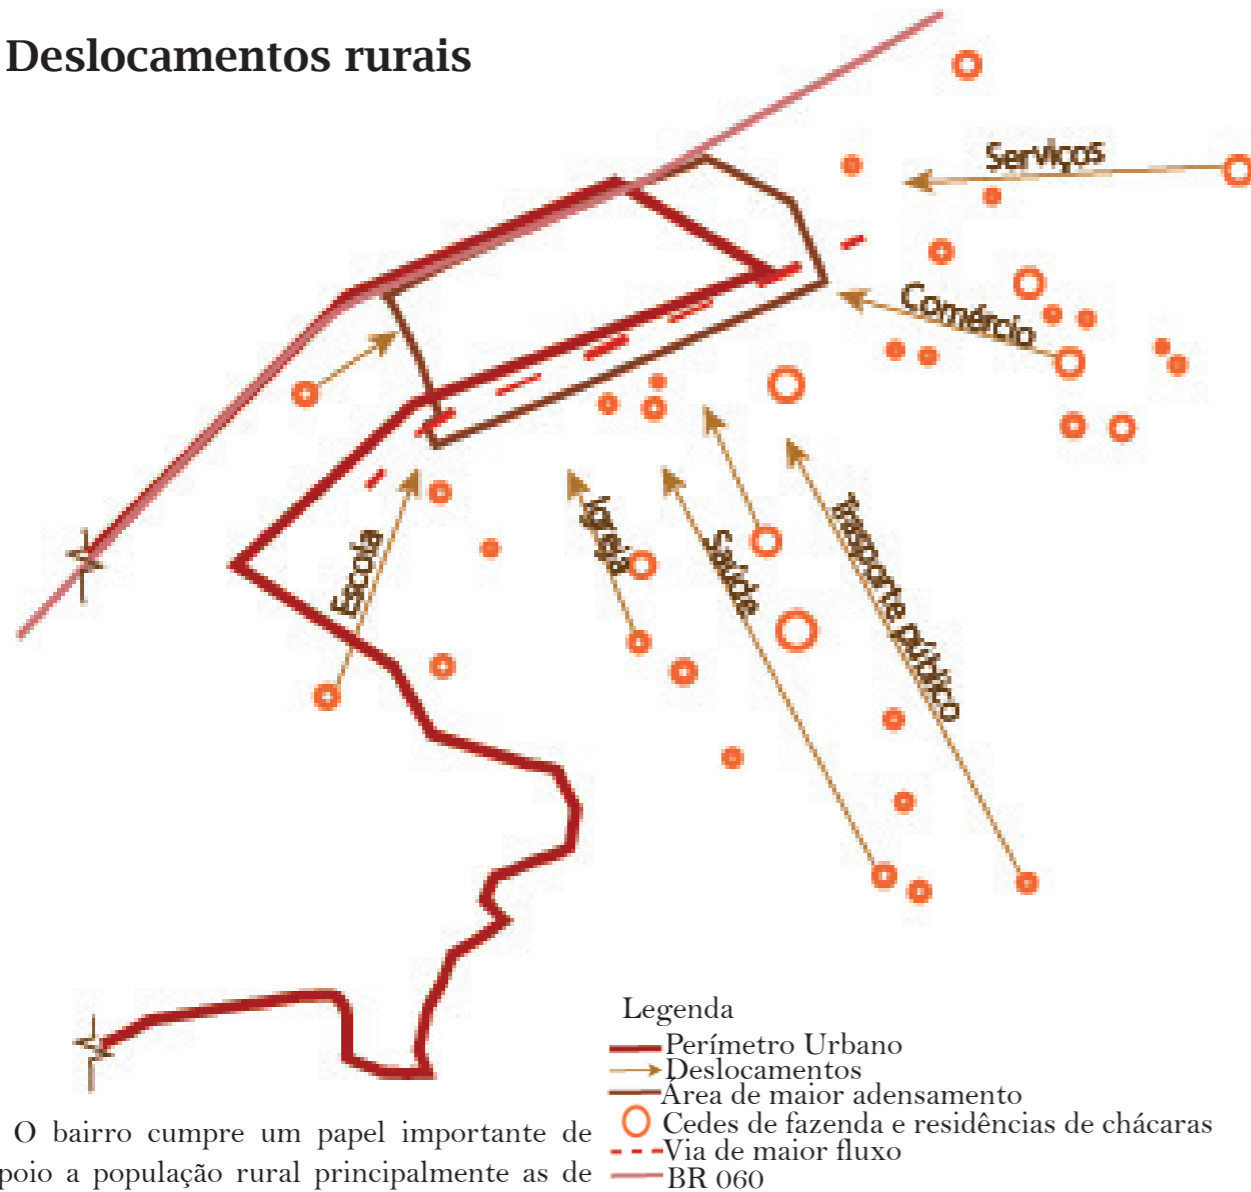 Deslocamentos rurais
Serviços
Comércio
Escola
Igreja
Saúde
Trasporte público
Legenda
Perímetro Urbano
Deslocamentos
Área de maior adensamento
Cedes de fazenda e residências de chácaras
Via de maior fluxo
BR 060
O bairro cumpre um papel importante de
poio a população rural principalmente as de